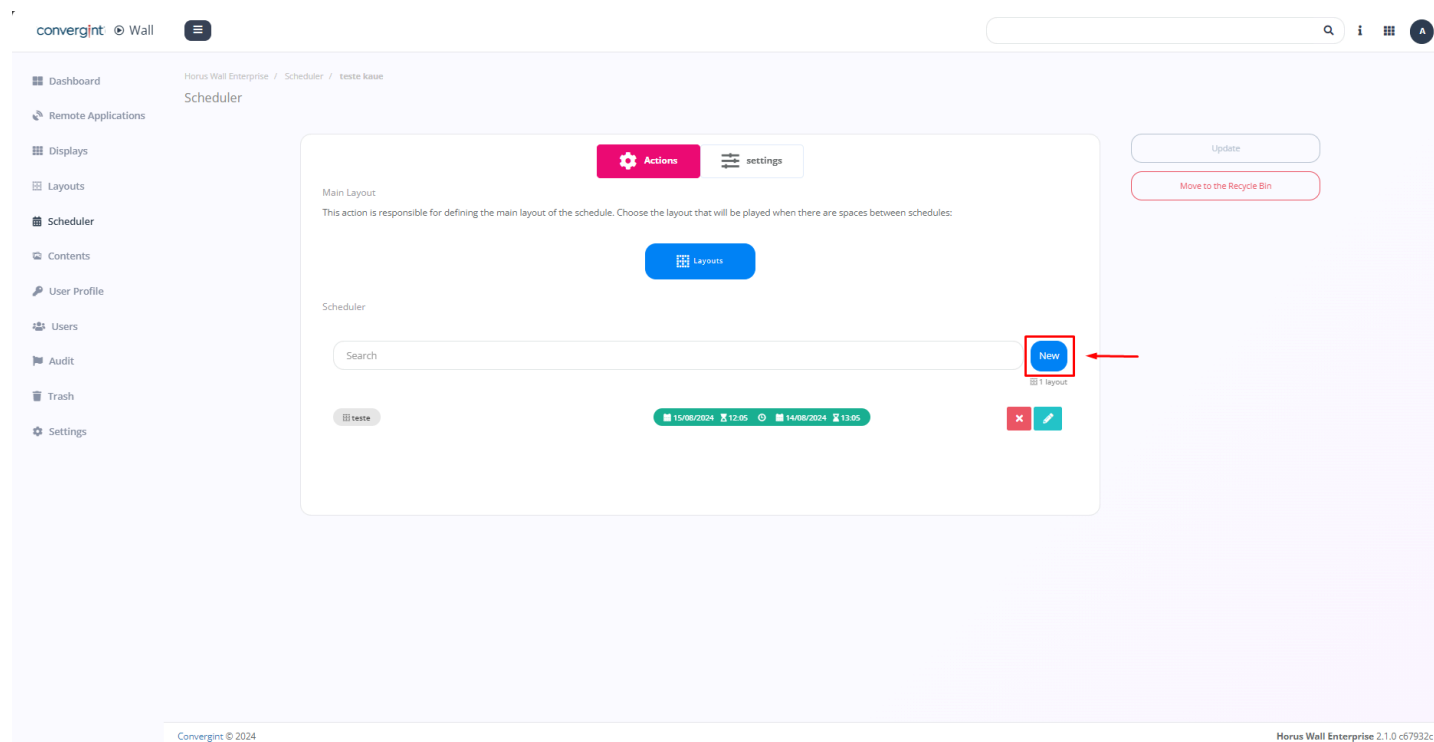 convergint Wall
A
Dashboard
Remote Applications
Displays
Layouts
Scheduler
Contents
User Profile
Users
Audit
Trash
Settings
Horus Wall Enterprise / Scheduler / teste kaue
Scheduler
Actions
settings
Main Layout
This action is responsible for defining the main layout of the schedule. Choose the layout that will be played when there are spaces between schedules:
Layouts
Scheduler
Search
New
1 layout
teste
15/08/2024 12:05 14/08/2024 13:05
Update
Move to the Recycle Bin
Convergint © 2024
Horus Wall Enterprise 2.1.0 c67932c